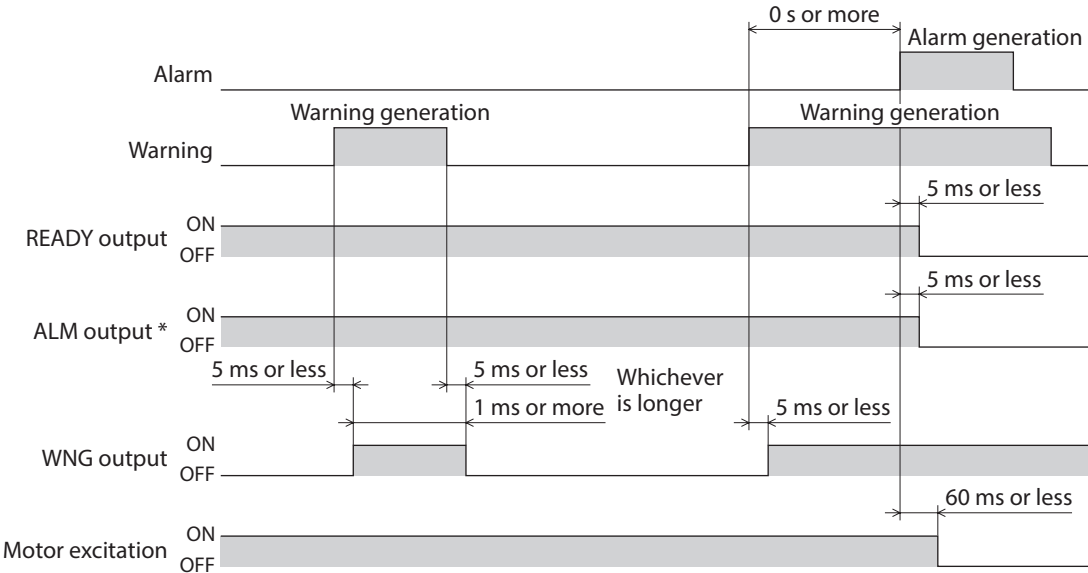 0 s or more
Alarm generation
Alarm
Warning generation
Warning generation
Warning
5 ms or less
READY output
ON
OFF
5 ms or less
ALM output *
ON
OFF
5 ms or less
5 ms or less
Whichever
is longer
1 ms or more
5 ms or less
WNG output
ON
OFF
60 ms or less
Motor excitation
ON
OFF